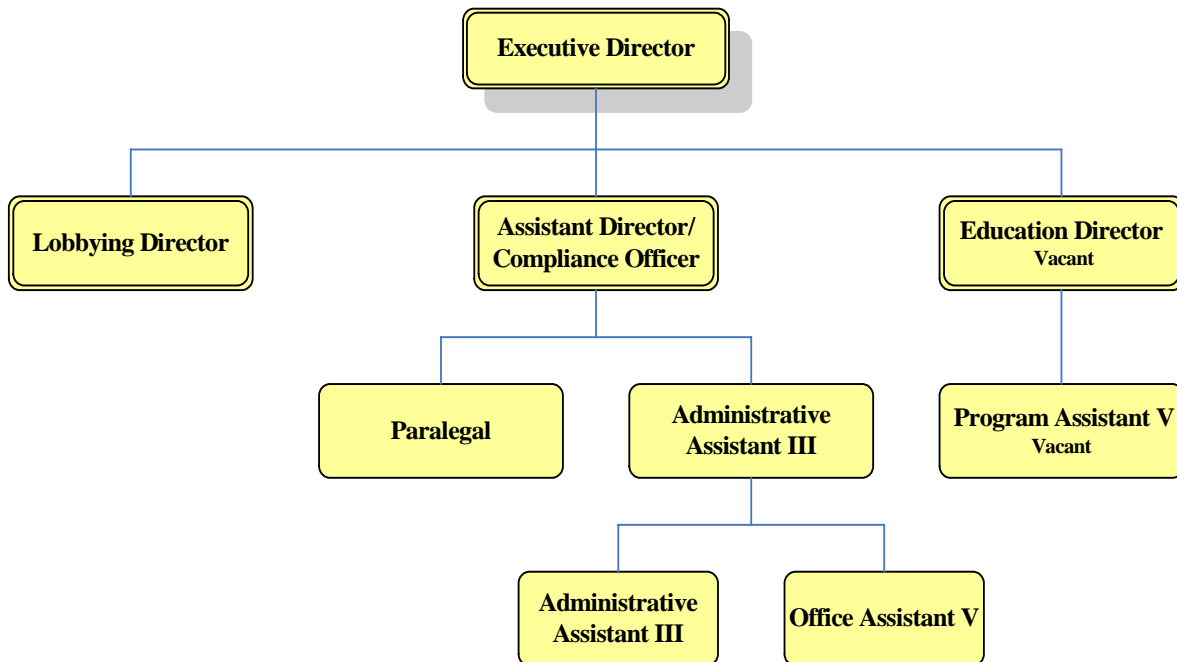 Executive Director
Lobbying Director
Assistant Director/
Compliance Officer
Education Director
Vacant
Paralegal
Administrative
Assistant III
Program Assistant V
Vacant
Administrative
Assistant III
Office Assistant V